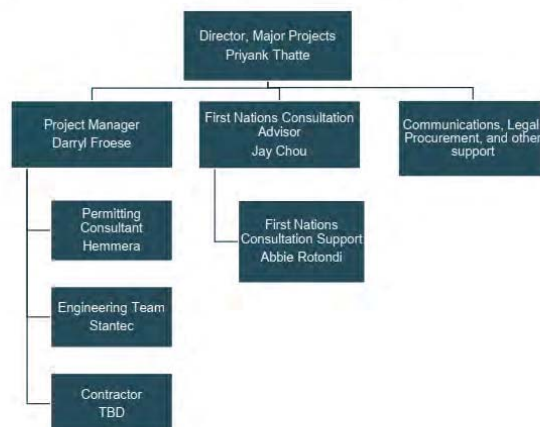 Director, Major Projects
Priyank Thatte
Project Manager
Darryl Froese
First Nations Consultation
Advisor
Jay Chou
Communications, Legal,
Procurement, and other
support
Permitting
Consultant
Hemmera
First Nations
Consultation Support
Abbie Rotondi
Engineering Team
Stantec
Contractor
TBD